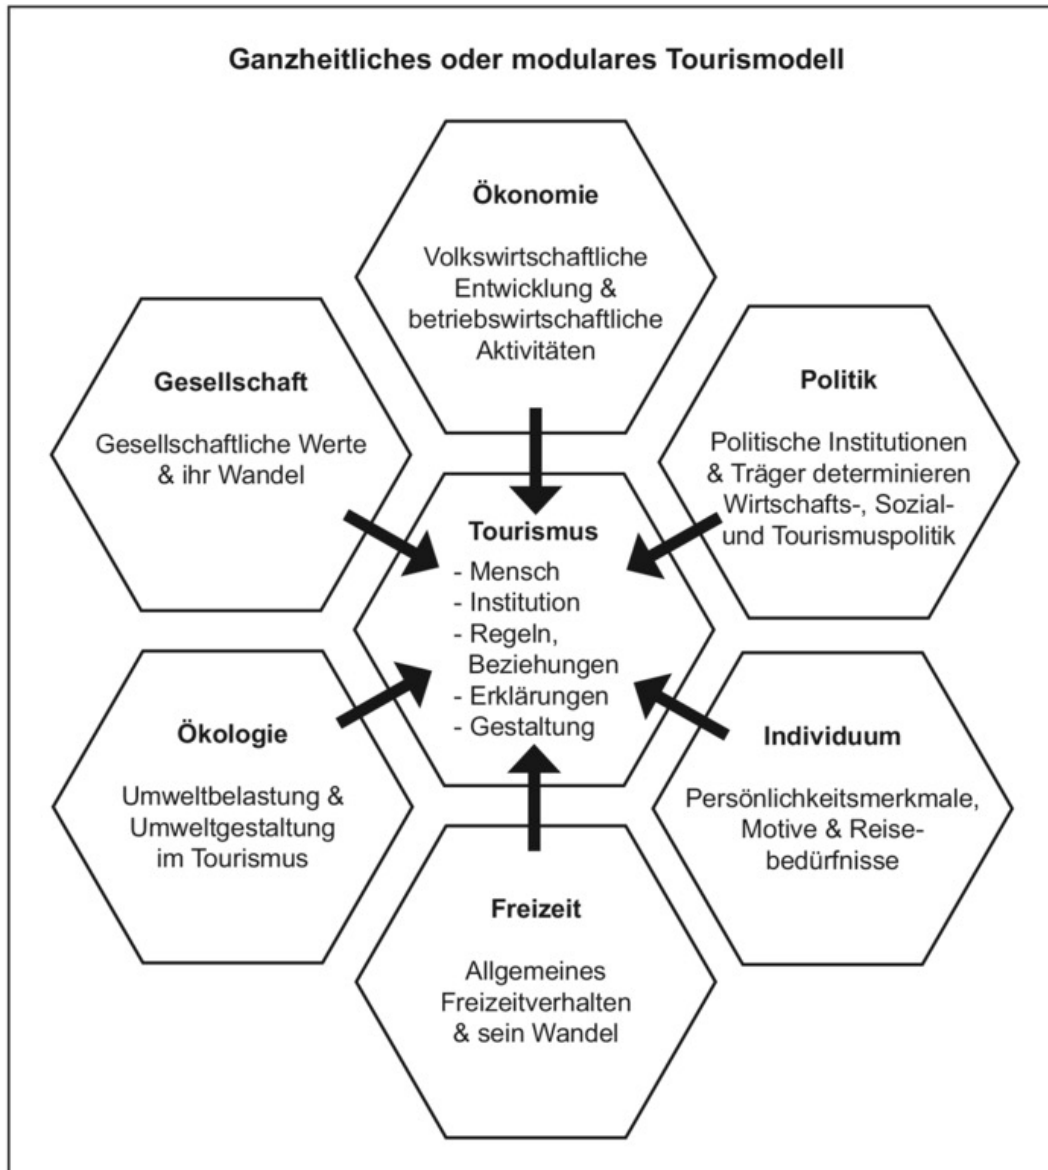 Ganzheitliches oder modulares Tourismodell
Ökonomie
Volkswirtschaftliche
Entwicklung &
betriebswirtschaftliche
Aktivitäten
Gesellschaft
Gesellschaftliche Werte
& ihr Wandel
Politik
Politische Institutionen
& Träger determinieren
Wirtschafts-, Sozial-
und Tourismuspolitik
Tourismus
- Mensch
- Institution
- Regeln,
Beziehungen
- Erklärungen
- Gestaltung
Ökologie
Umweltbelastung &
Umweltgestaltung
im Tourismus
Individuum
Persönlichkeitsmerkmale,
Motive & Reise-
bedürfnisse
Freizeit
Allgemeines
Freizeitverhalten
& sein Wandel